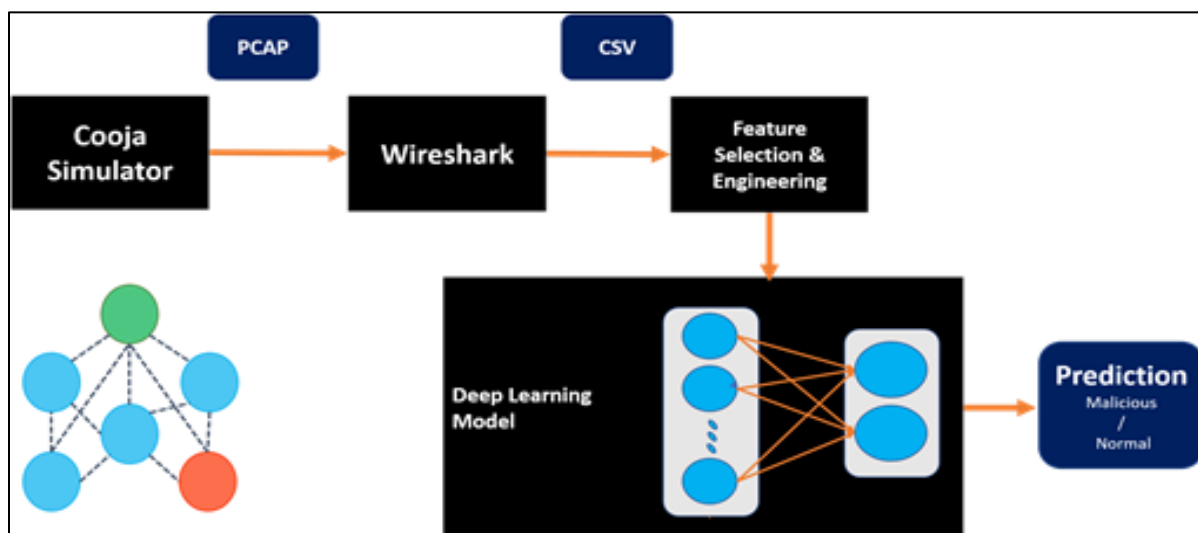 PCAP
CSV
Cooja
Simulator
Wireshark
Feature
Selection &
Engineering
Deep Learning
Model
Prediction
Malicious
/
Normal